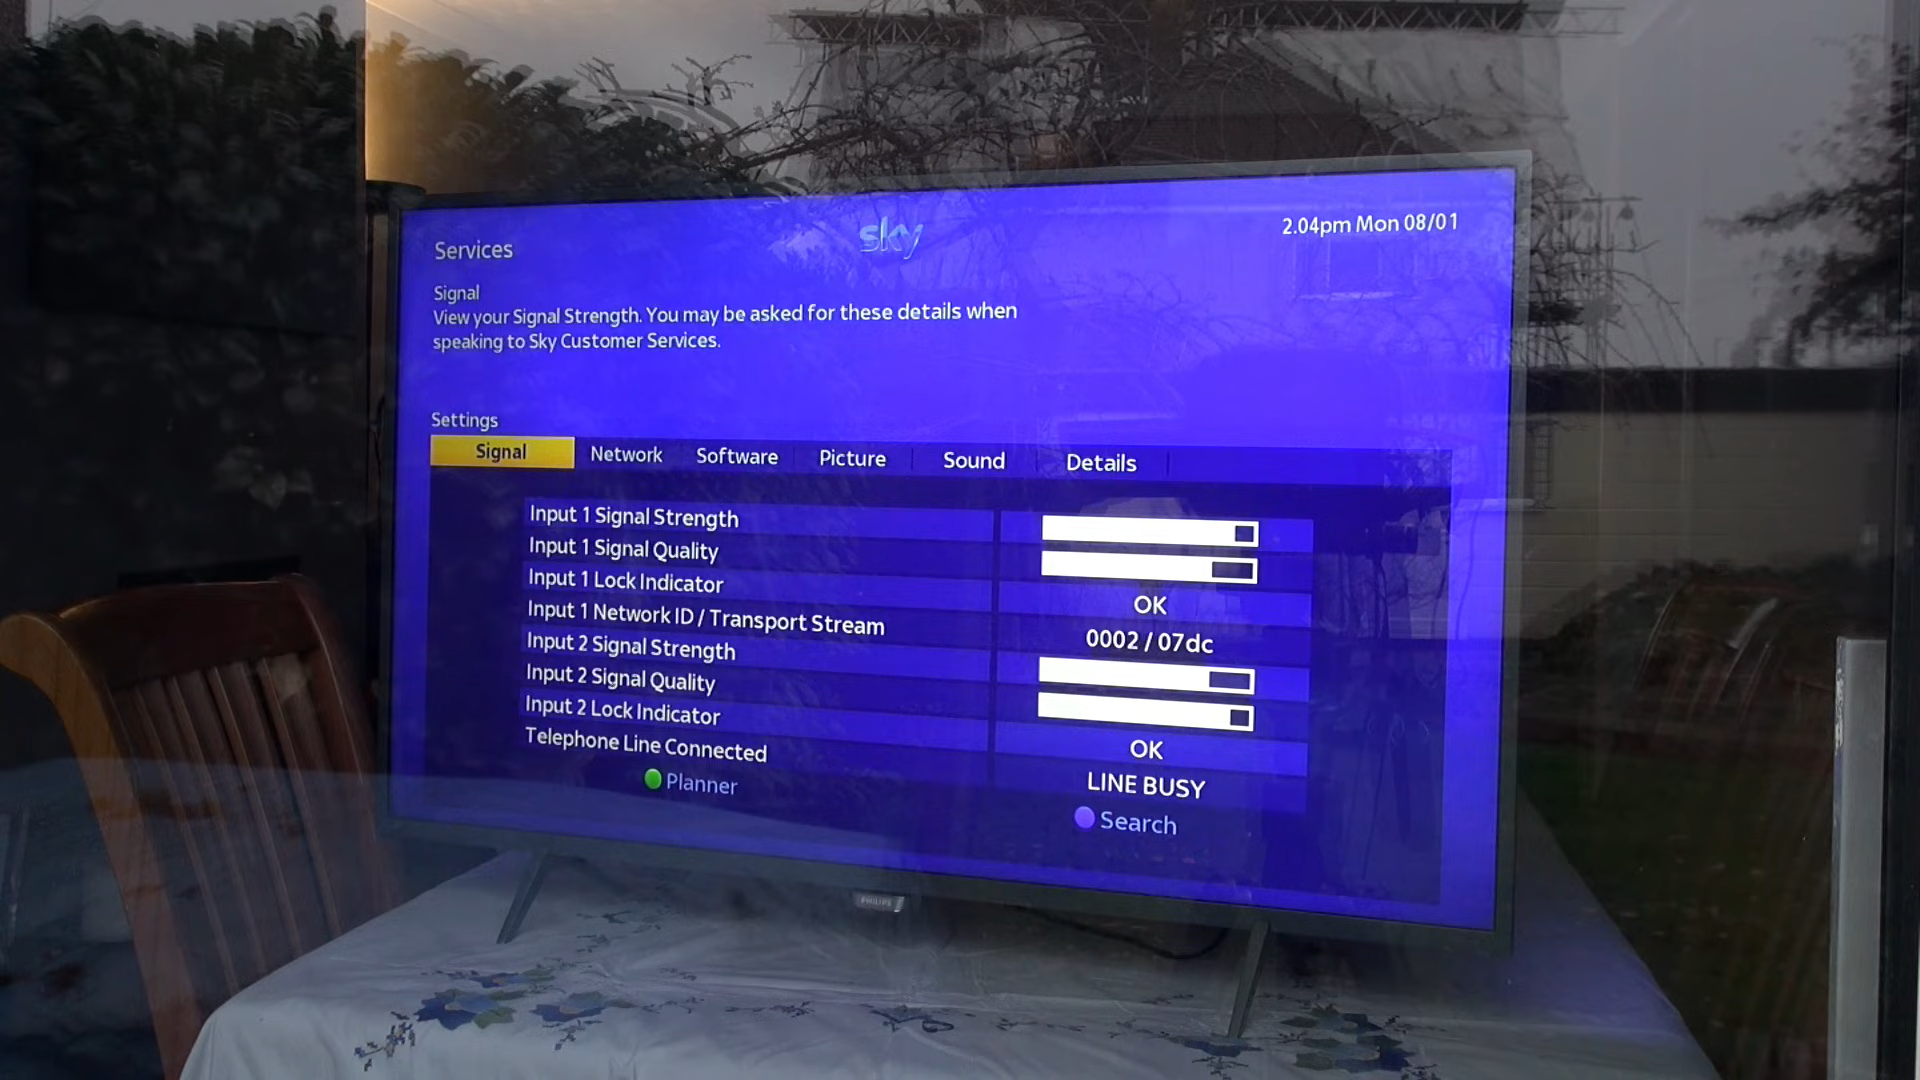 sky
2.04pm Mon 08/01
Services
Signal
View your Signal Strength. You may be asked for these details when
speaking to Sky Customer Services.
Settings
Signal Network Software Picture Sound Details
Input 1 Signal Strength
Input 1 Signal Quality
Input 1 Lock Indicator OK
Input 1 Network ID / Transport Stream 0002 / 07dc
Input 2 Signal Strength
Input 2 Signal Quality
Input 2 Lock Indicator OK
Telephone Line Connected LINE BUSY
Planner Search
PHILIPS